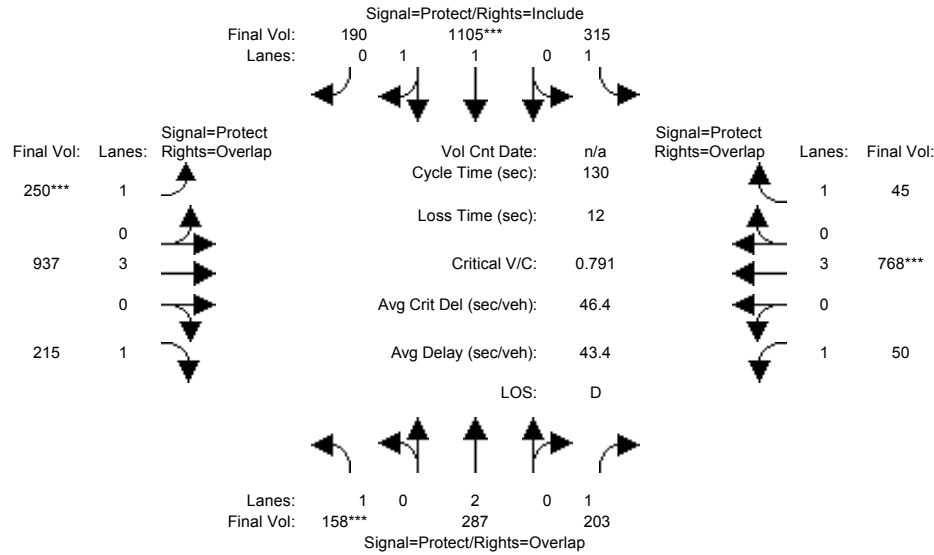 Signal=Protect/Rights=Include
Final Vol: 190 1105*** 315
Lanes: 0 1 1 0 1
Signal=Protect
Final Vol: Lanes: Rights=Overlap
Vol Cnt Date: n/a
Signal=Protect
Rights=Overlap Lanes: Final Vol:
Cycle Time (sec): 130
250*** 1
1 45
Loss Time (sec): 12
0
0
937 3
Critical V/C: 0.791
3 768***
0
Avg Crit Del (sec/veh): 46.4
0
215 1
Avg Delay (sec/veh): 43.4
1 50
LOS: D
Lanes: 1 0 2 0 1
Final Vol: 158*** 287 203
Signal=Protect/Rights=Overlap